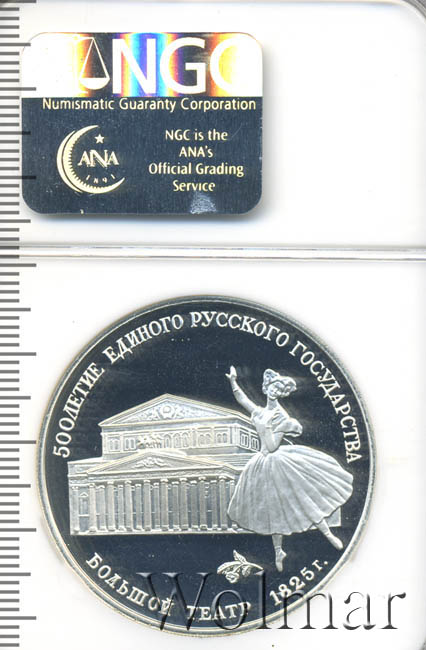 NGC
Numismatic Guaranty Corporation
NGC is the
ANA's
Official Grading
Service
ANA
1891
500ЛЕТИЕ ЕДИНОГО РУССКОГО ГОСУДАРСТВА
БОЛЬШОЙ ТЕАТР 1825г.
Wolmar